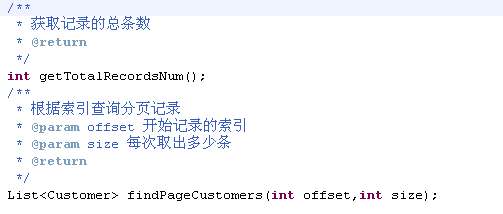 /**
 * 获取记录的总条数
 * @return
 */
int getTotalRecordsNum();
/**
 * 根据索引查询分页记录
 * @param offset 开始记录的索引
 * @param size 每次取出多少条
 * @return
 */
List<Customer> findPageCustomers(int offset,int size);